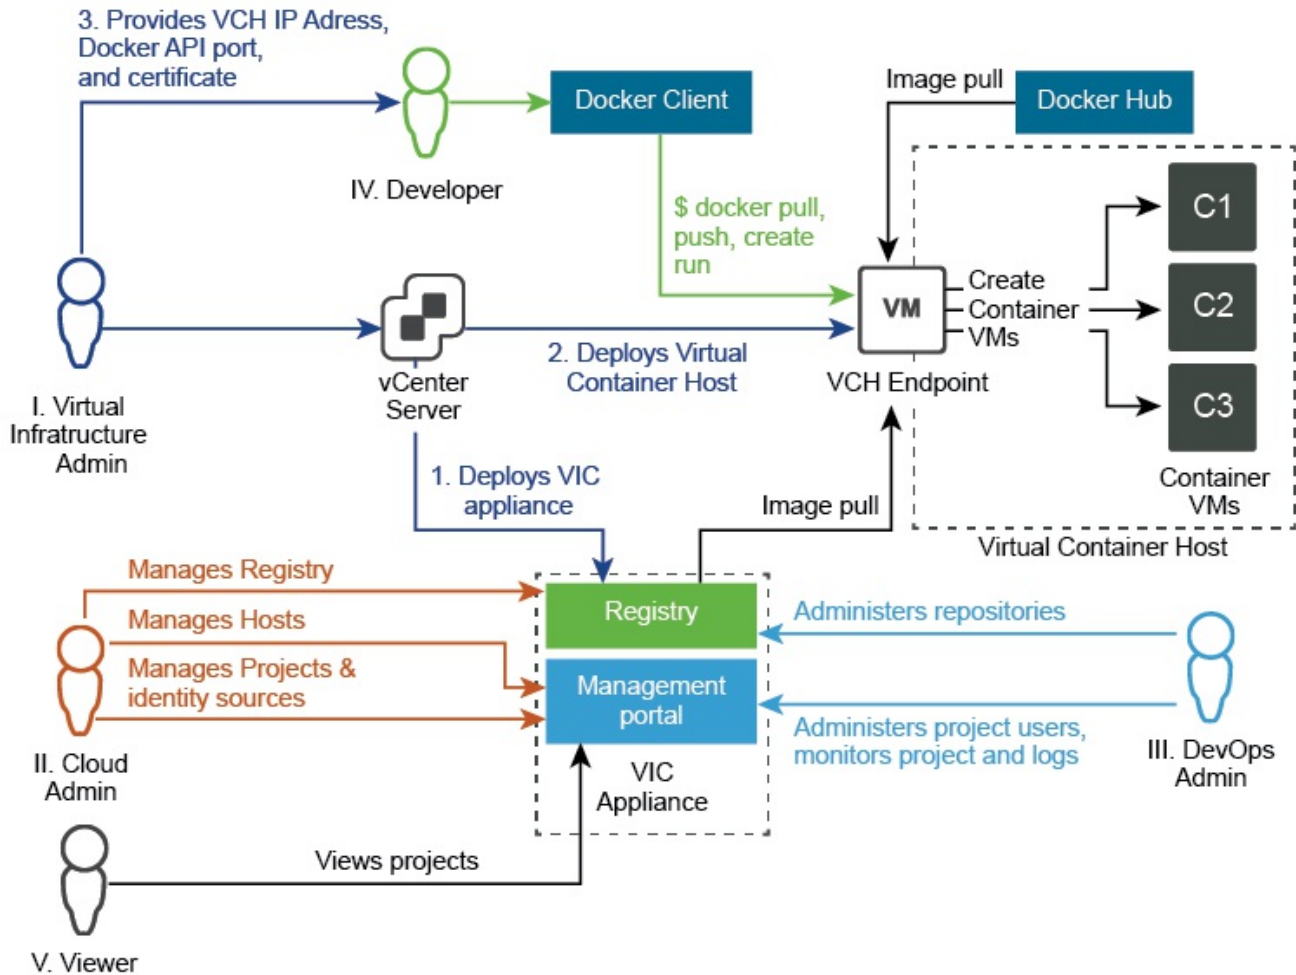 3. Provides VCH IP Adress,
Docker API port,
and certificate
Docker Client
Image pull
Docker Hub
IV. Developer
$ docker pull,
push, create
run
C1
C2
C3
VM
Create
Container
VMs
VCH Endpoint
Container
VMs
Virtual Container Host
vCenter
Server
2. Deploys Virtual
Container Host
I. Virtual
Infratructure
Admin
1. Deploys VIC
appliance
Image pull
Manages Registry
Manages Hosts
Manages Projects &
identity sources
Registry
Management
portal
VIC
Appliance
Administers repositories
Administers project users,
monitors project and logs
II. Cloud
Admin
III. DevOps
Admin
Views projects
V. Viewer